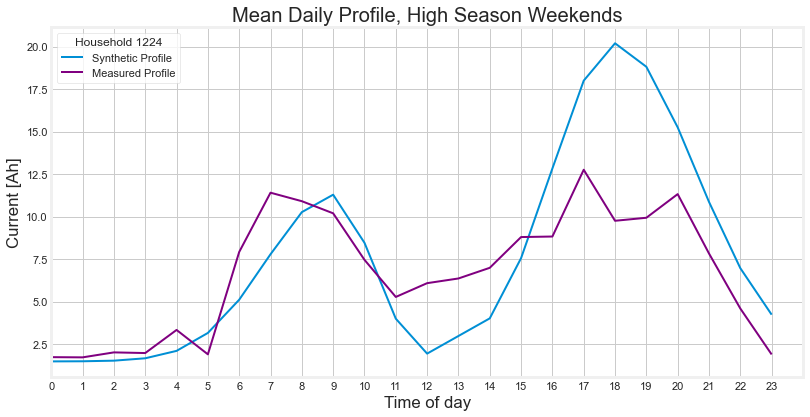 Mean Daily Profile, High Season Weekends
Household 1224
Synthetic Profile
Measured Profile
Current [Ah]
20.0
17.5
15.0
12.5
10.0
7.5
5.0
2.5
0 1 2 3 4 5 6 7 8 9 10 11 12 13 14 15 16 17 18 19 20 21 22 23
Time of day